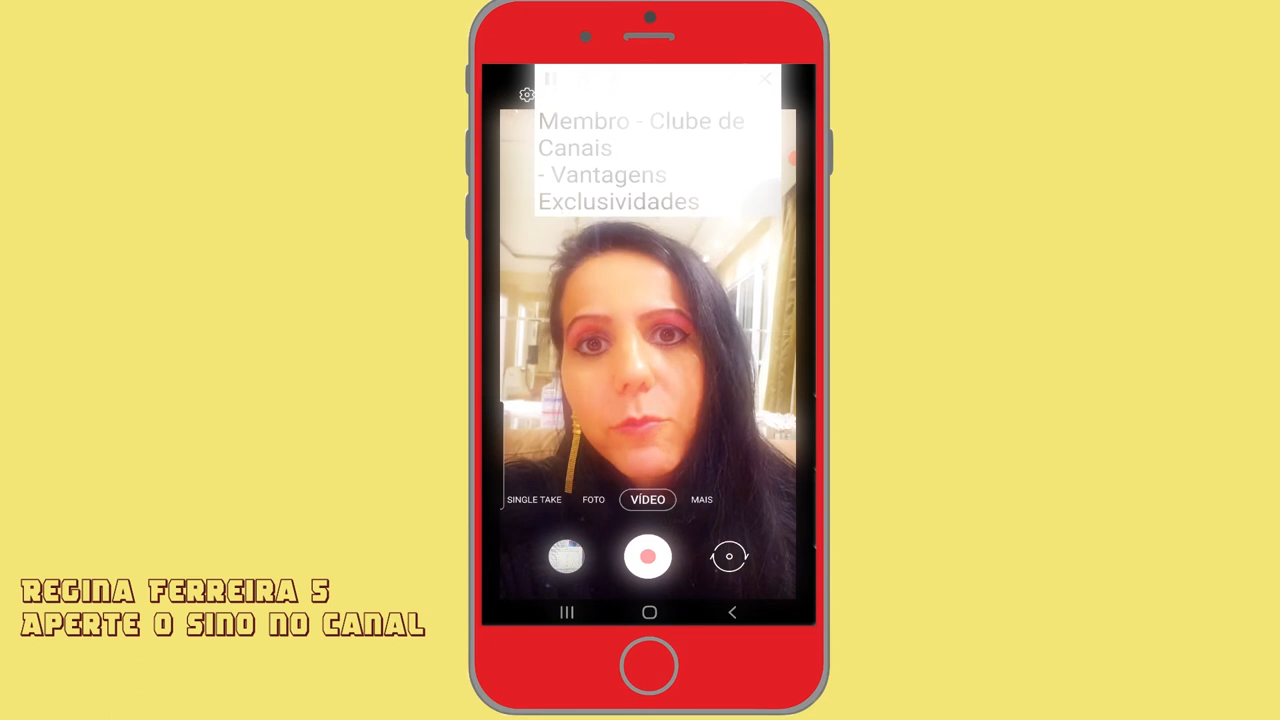 Membro - Clube de
Canais
- Vantagens
Exclusividades
SINGLE TAKE FOTO VÍDEO MAIS
REGINA FERREIRA 5
APERTE O SINO NO CANAL